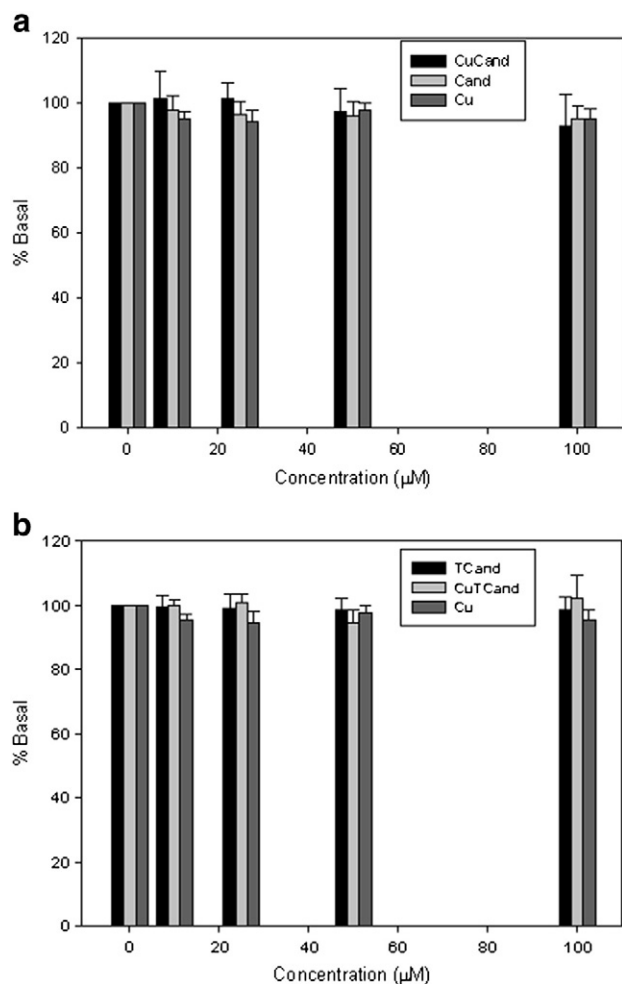 a
120
100
80
60
40
20
0
% Basal
CuCand
Cand
Cu
0 20 40 60 80 100
Concentration (µM)
b
120
100
80
60
40
20
0
% Basal
TCand
CuTCand
Cu
0 20 40 60 80 100
Concentration (µM)